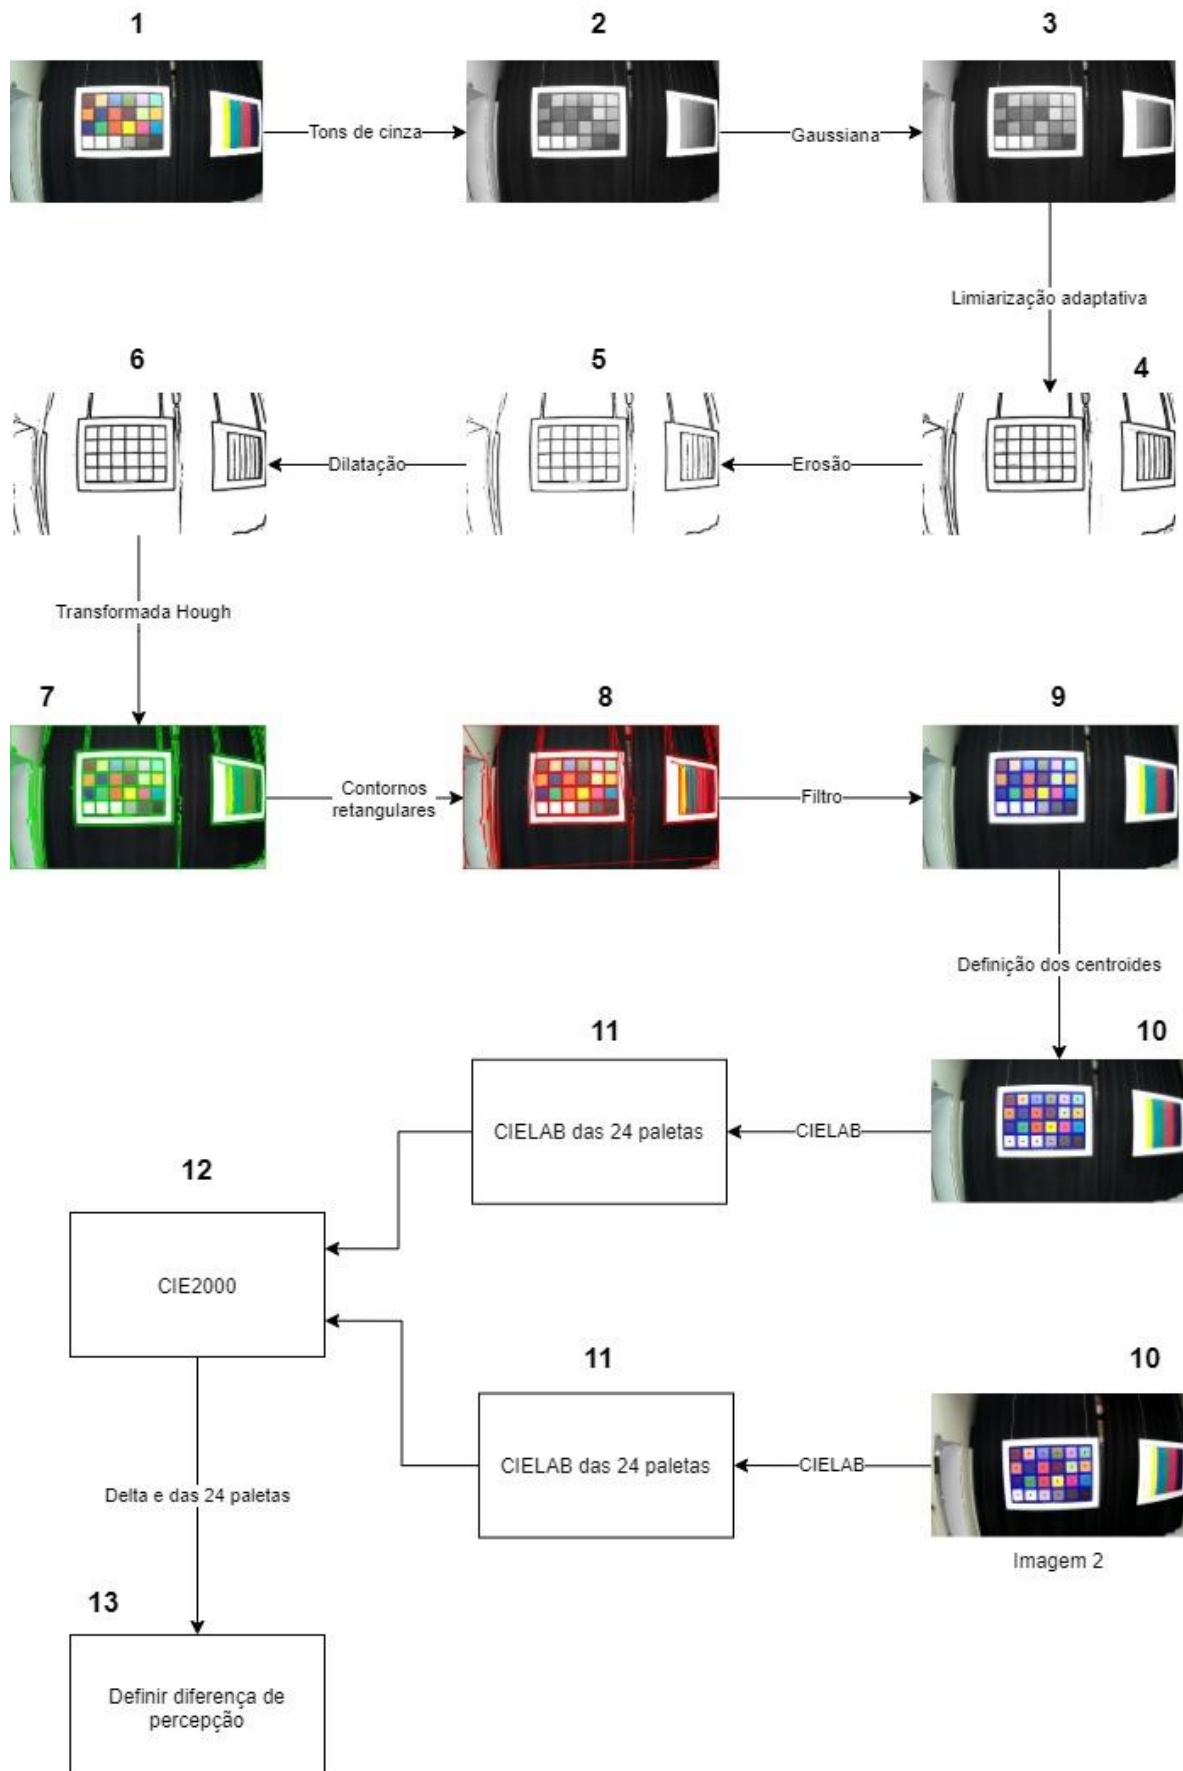 1
2
3
Tons de cinza
Gaussiana
Limiarização adaptativa
6
5
4
Dilatação
Erosão
Transformada Hough
7
8
9
Contornos
retangulares
Filtro
Definição dos centroides
11
10
CIELAB das 24 paletas
CIELAB
12
CIE2000
11
10
CIELAB das 24 paletas
CIELAB
Delta e das 24 paletas
Imagem 2
13
Definir diferença de
percepção